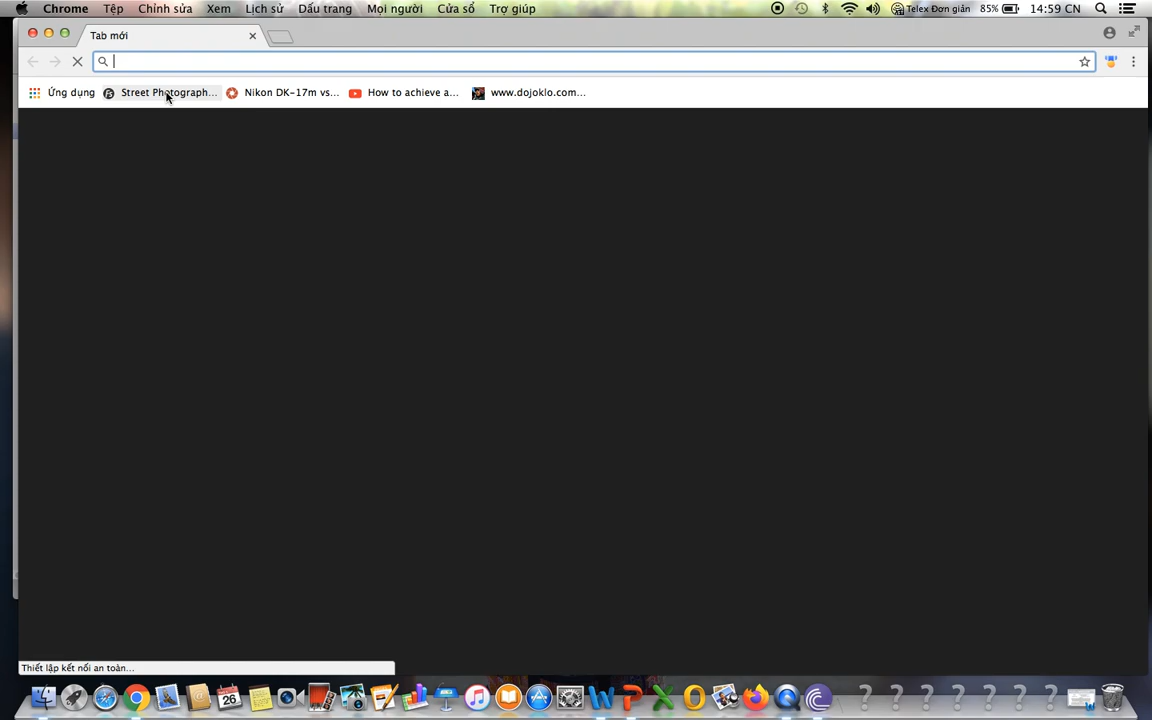 Chrome Tệp Chỉnh sửa Xem Lịch sử Dấu trang Mọi người Cửa sổ Trợ giúp Telex Đơn giản 85% 14:59 CN
Tab mới
Ứng dụng Street Photograph... Nikon DK-17m vs... How to achieve a... www.dojoklo.com...
Thiết lập kết nối an toàn...
26
? ? ? ? ? ? ?